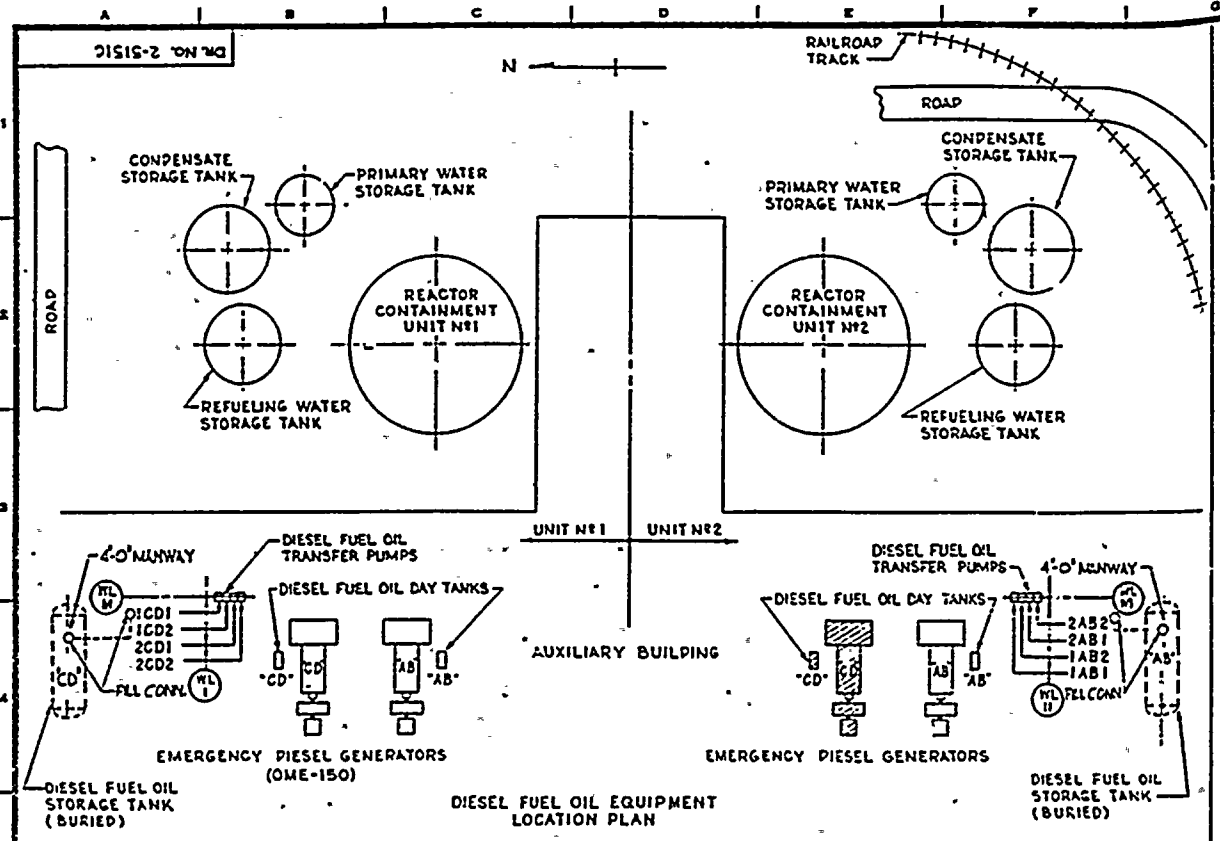 A B C D E F G
DR. No. 2-5151C
N
RAILROAD
TRACK
ROAD
1
CONDENSATE
STORAGE TANK
PRIMARY WATER
STORAGE TANK
PRIMARY WATER
STORAGE TANK
CONDENSATE
STORAGE TANK
ROAD
2
REACTOR
CONTAINMENT
UNIT Nº1
REACTOR
CONTAINMENT
UNIT Nº2
REFUELING WATER
STORAGE TANK
REFUELING WATER
STORAGE TANK
3
UNIT Nº1
UNIT Nº2
4'-0" MANWAY
DIESEL FUEL OIL
TRANSFER PUMPS
DIESEL FUEL OIL
TRANSFER PUMPS
4'-0" MANWAY
WL
M
DIESEL FUEL OIL DAY TANKS
DIESEL FUEL OIL DAY TANKS
WL
M
1CD1
1CD2
2CD1
2CD2
2AB2
2AB1
1AB2
1AB1
AUXILIARY BUILDING
"CD"
"CD"
"CD"
"AB"
"AB"
"CD"
"CD"
"AB"
"AB"
"AB"
FILL CONN.
WL
I
WL
11
FILL CONN.
4
EMERGENCY DIESEL GENERATORS
(OME-150)
EMERGENCY DIESEL GENERATORS
DIESEL FUEL OIL
STORAGE TANK
(BURIED)
DIESEL FUEL OIL
STORAGE TANK
(BURIED)
DIESEL FUEL OIL EQUIPMENT
LOCATION PLAN